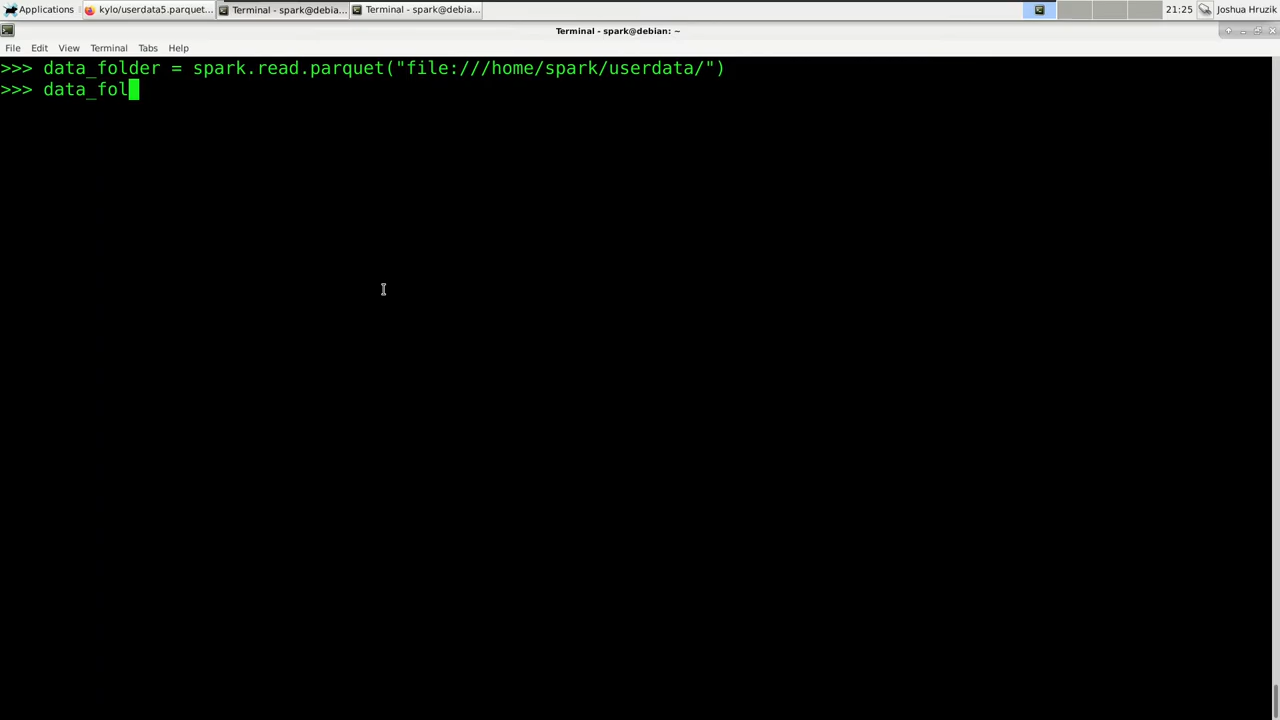 Applications kylo/userdata5.parquet... Terminal - spark@debia... Terminal - spark@debia... 21:25 Joshua Hruzik
Terminal - spark@debian: ~
File Edit View Terminal Tabs Help
>>> data_folder = spark.read.parquet("file:///home/spark/userdata/")
>>> data_fol